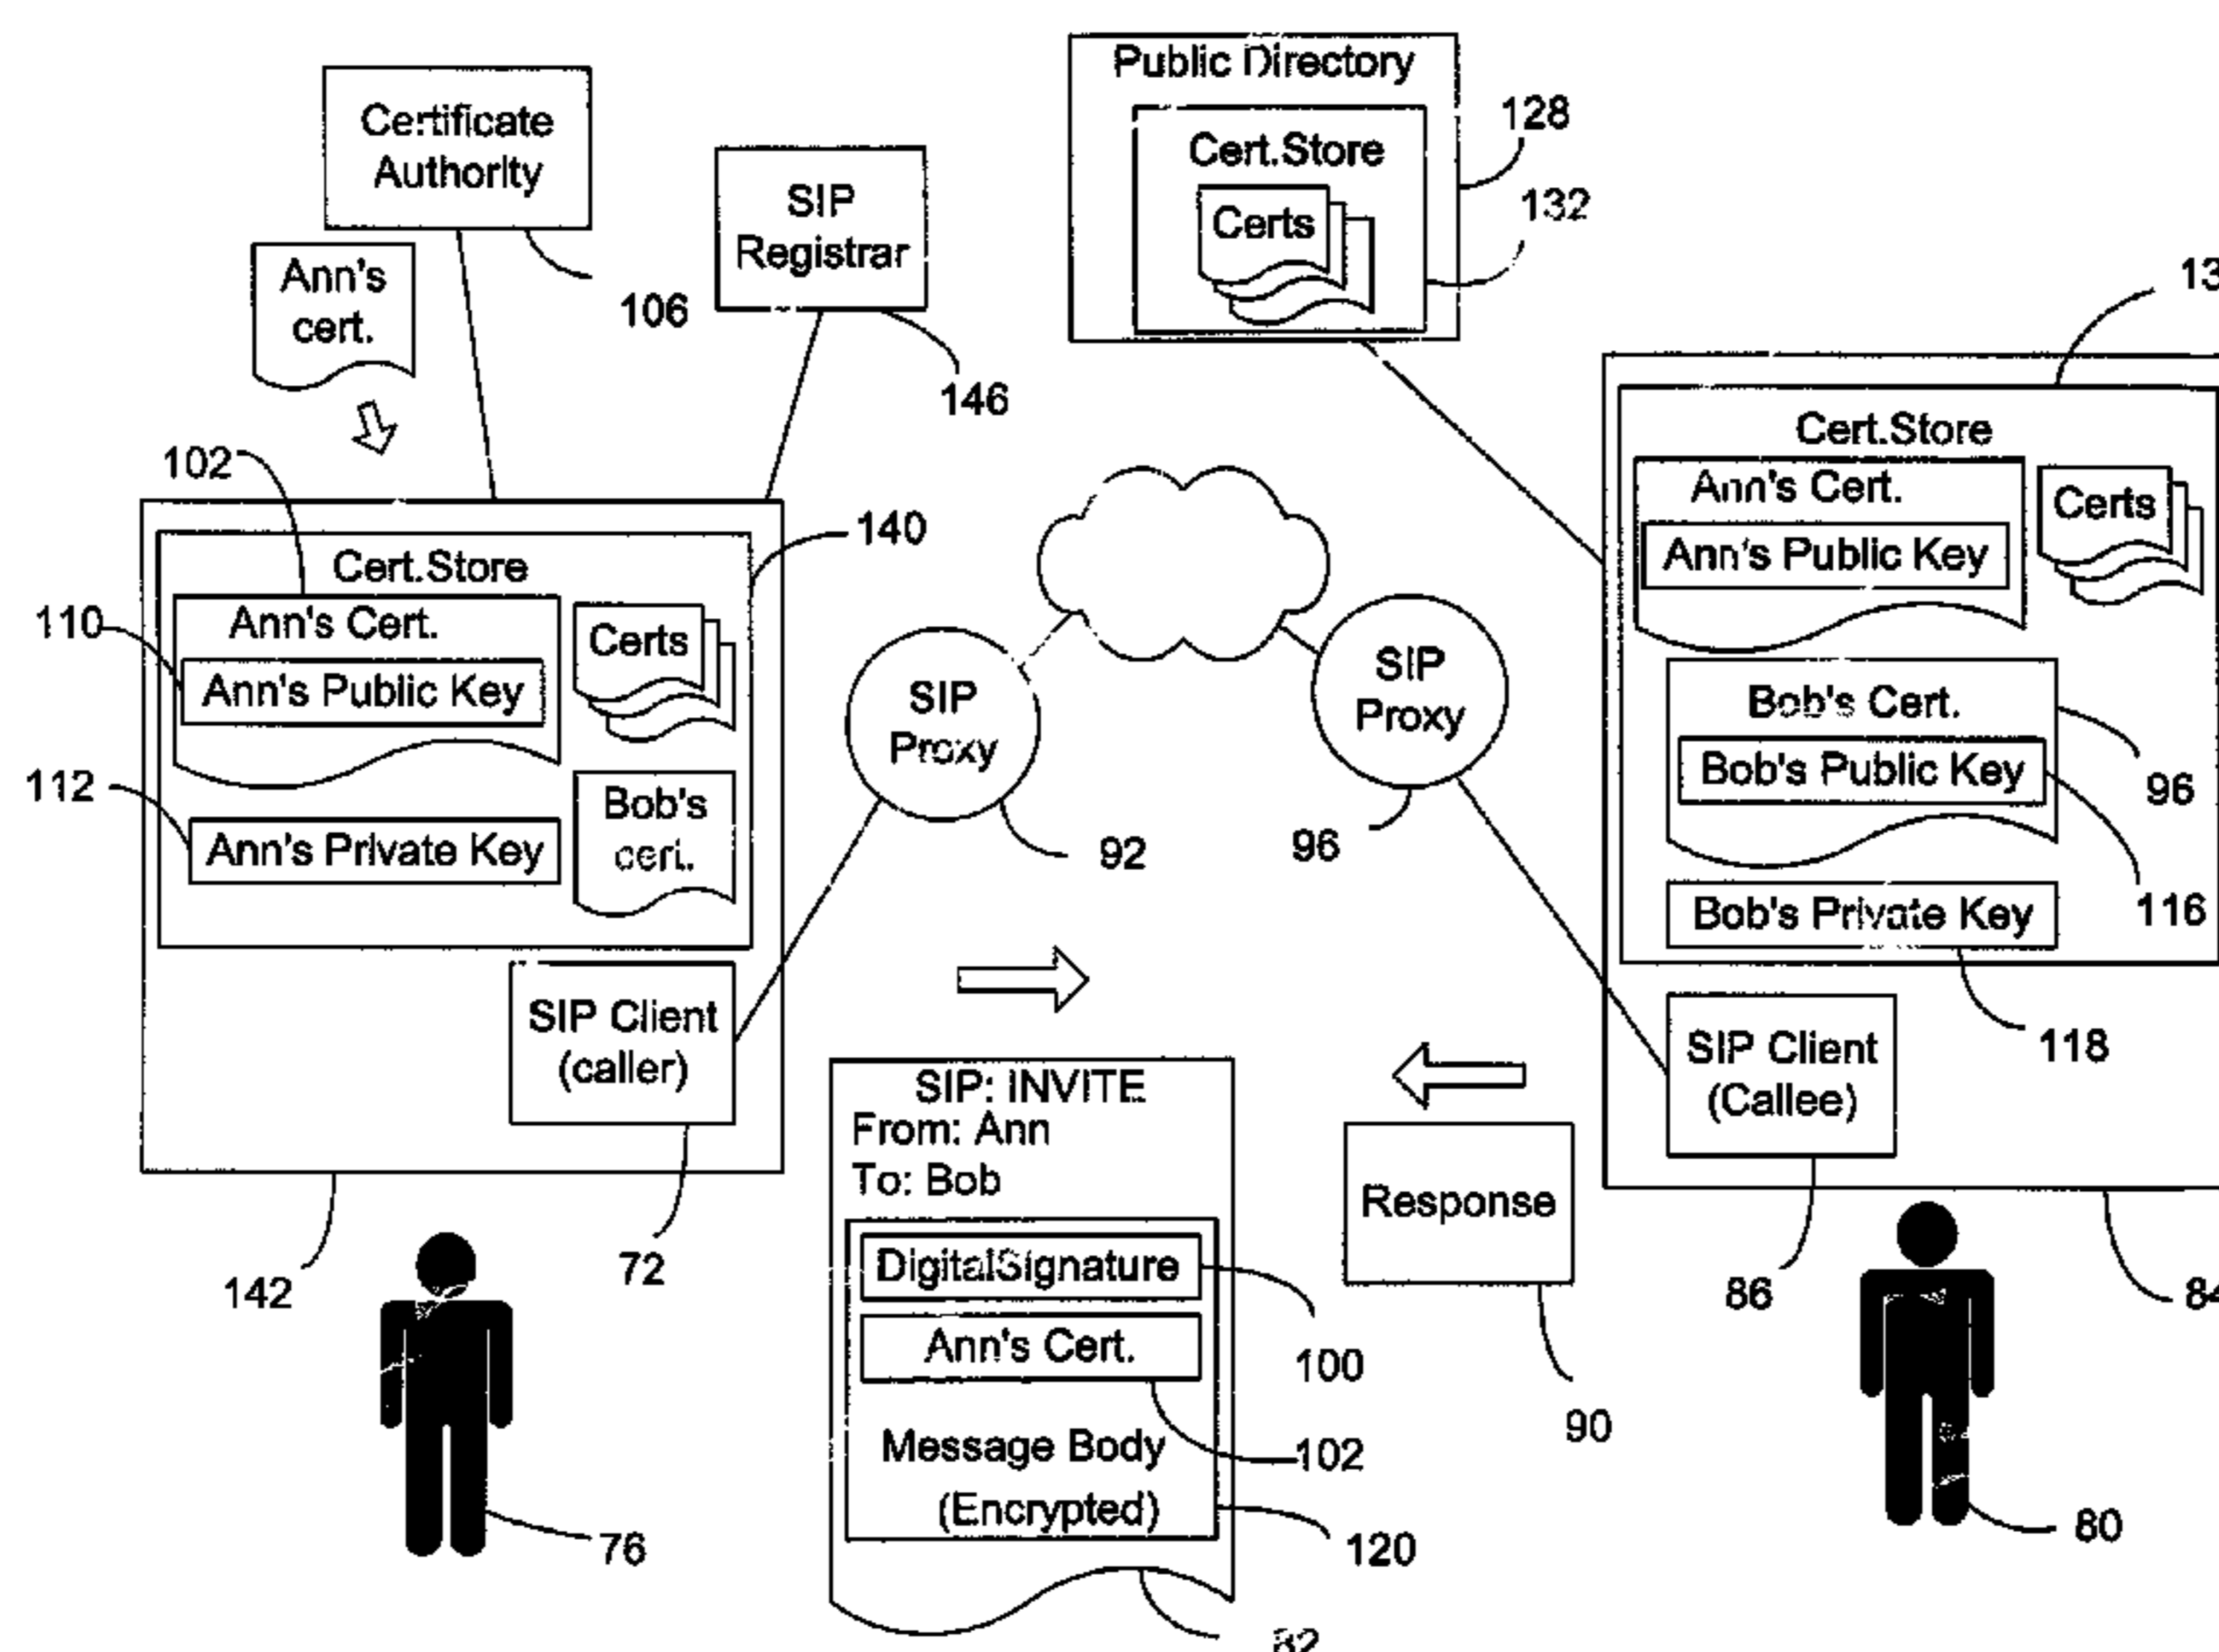 Public Directory
Certificate
Authority
128
Cert.Store
SIP
Registrar
132
Certs
Ann's
cert.
106
146
Cert.Store
102
Ann's Cert.
Certs
Ann's Public Key
140
Cert.Store
Ann's Cert.
110
Certs
Ann's Public Key
SIP
Proxy
SIP
Proxy
Bob's Cert.
Bob's Public Key
96
112
Bob's
cert.
Ann's Private Key
92
96
116
Bob's Private Key
SIP Client
(caller)
SIP Client
(Callee)
118
SIP: INVITE
From: Ann
To: Bob
Response
DigitalSignature
72
142
86
Ann's Cert.
100
90
Message Body
(Encrypted)
102
76
120
80